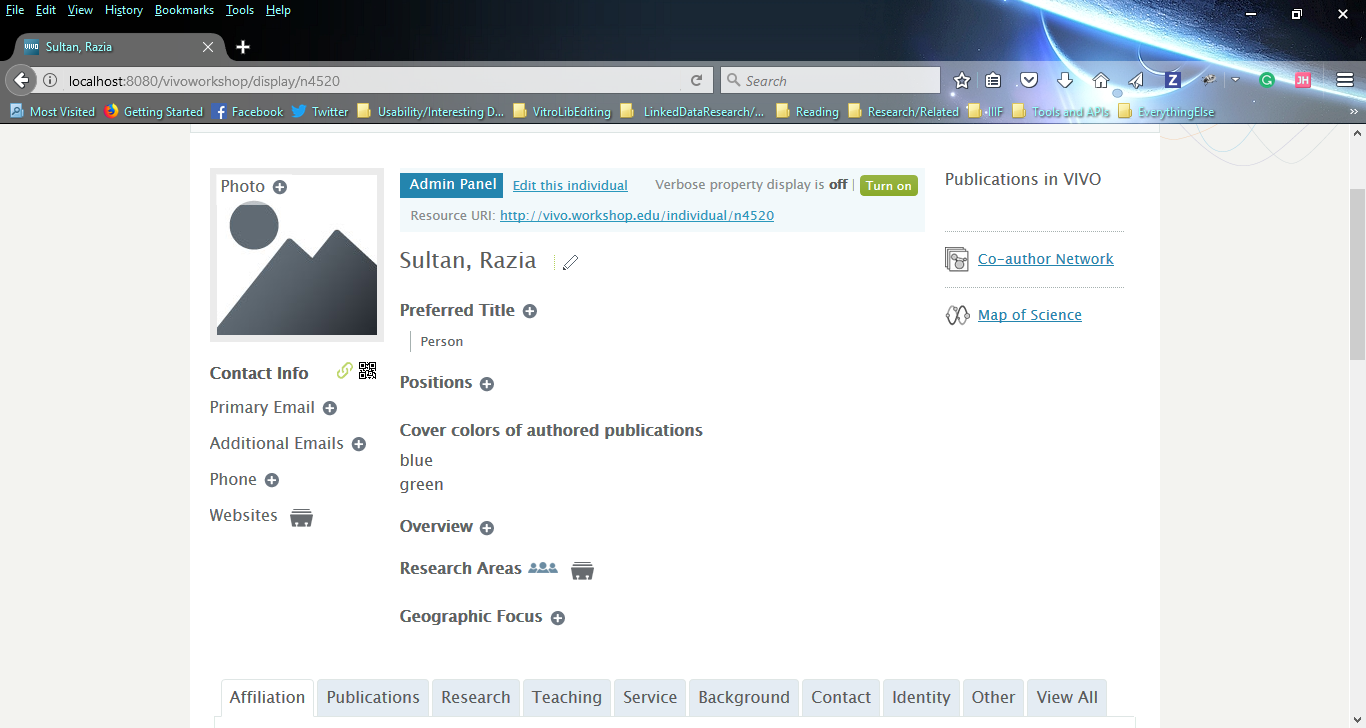 File Edit View History Bookmarks Tools Help
VIVO Sultan, Razia
localhost:8080/vivoworkshop/display/n4520
Search
Z
G
JH
Most Visited Getting Started Facebook Twitter Usability/Interesting D... VitroLibEditing LinkedDataResearch/... Reading Research/Related IIIF Tools and APIs EverythingElse »
Photo
Admin Panel Edit this individual Verbose property display is off | Turn on
Resource URI: http://vivo.workshop.edu/individual/n4520
Publications in VIVO
Co-author Network
Map of Science
Sultan, Razia
Preferred Title
Person
Positions
Cover colors of authored publications
blue
green
Overview
Research Areas
Geographic Focus
Contact Info
Primary Email
Additional Emails
Phone
Websites
Affiliation Publications Research Teaching Service Background Contact Identity Other View All